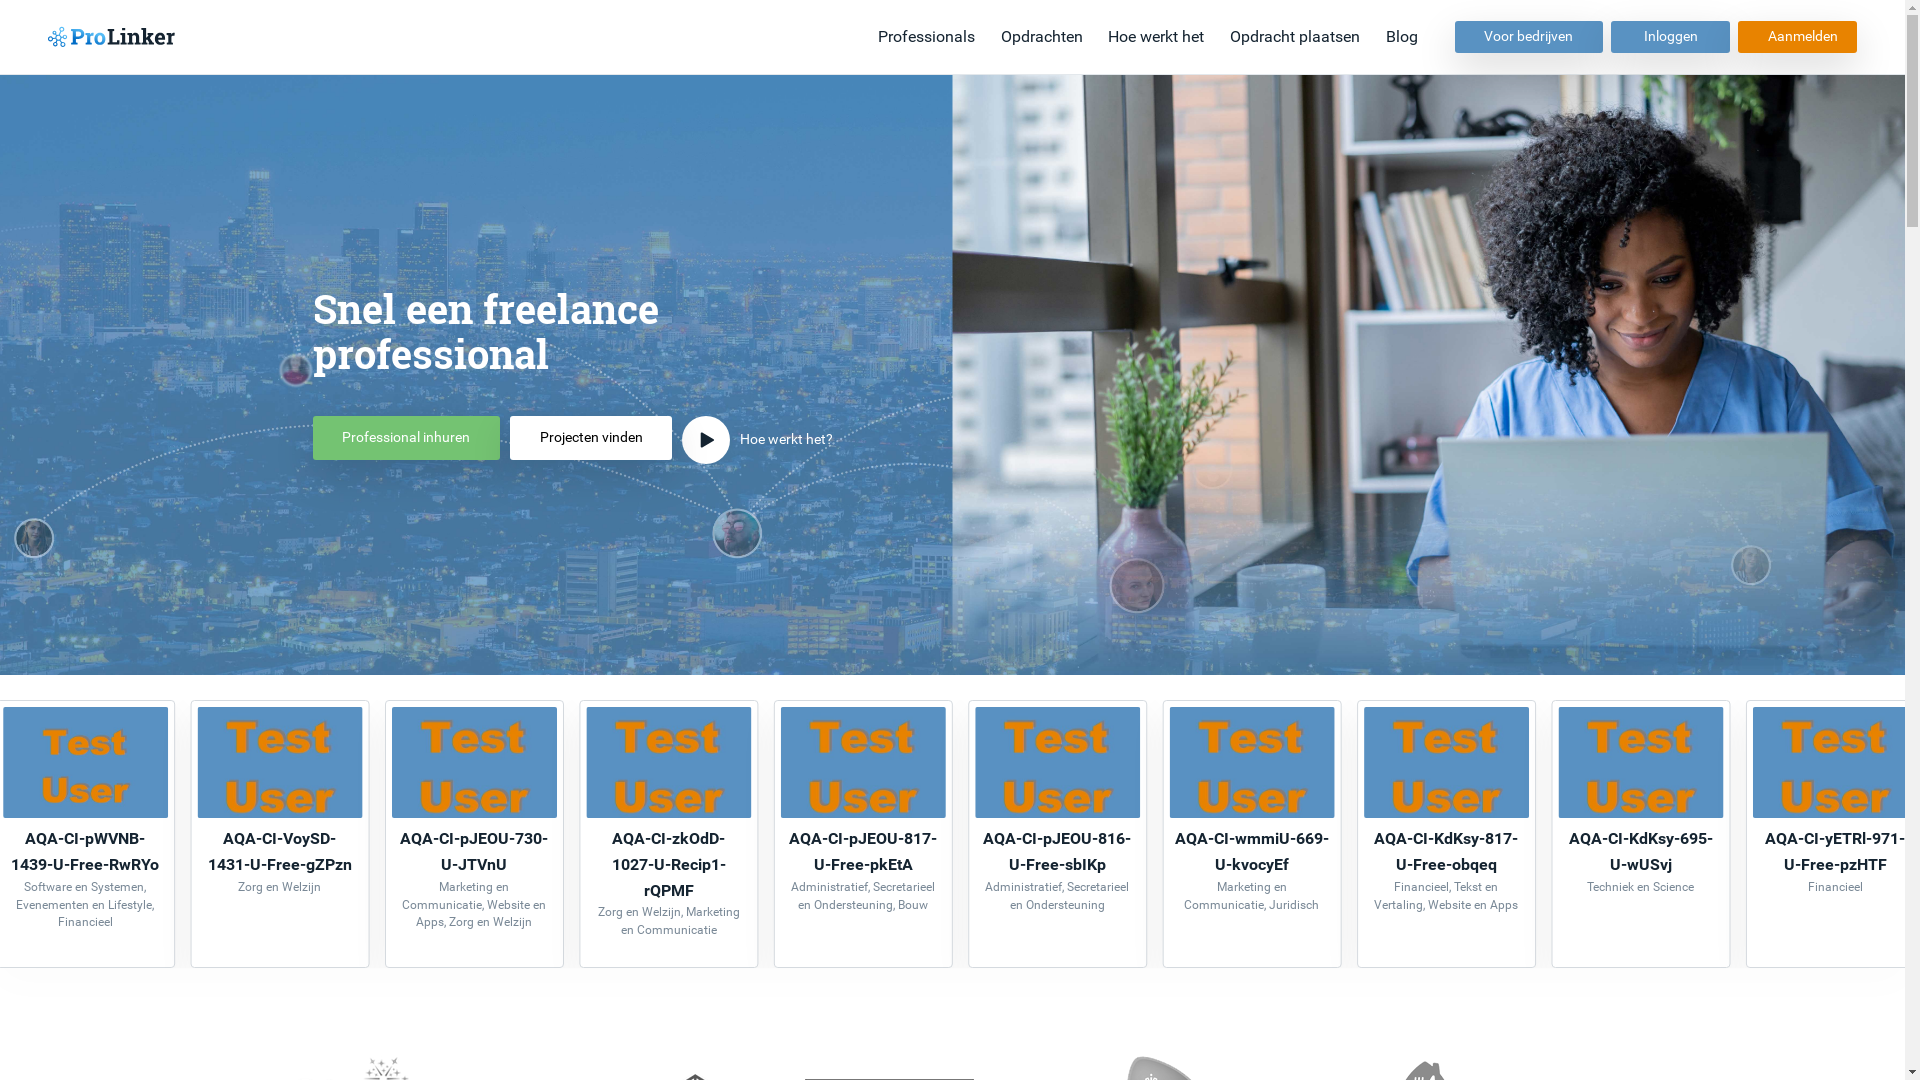 ProLinker
Professionals Opdrachten Hoe werkt het Opdracht plaatsen Blog Voor bedrijven Inloggen Aanmelden
Snel een freelance
professional
Professional inhuren Projecten vinden Hoe werkt het?
Test
User
AQA-CI-pWVNB-
1439-U-Free-RwRYo
Software en Systemen,
Evenementen en Lifestyle,
Financieel
Test
User
AQA-CI-VoySD-
1431-U-Free-gZPzn
Zorg en Welzijn
Test
User
AQA-CI-pJEOU-730-
U-JTVnU
Marketing en
Communicatie, Website en
Apps, Zorg en Welzijn
Test
User
AQA-CI-zkOdD-
1027-U-Recip1-
rQPMF
Zorg en Welzijn, Marketing
en Communicatie
Test
User
AQA-CI-pJEOU-817-
U-Free-pkEtA
Administratief, Secretarieel
en Ondersteuning, Bouw
Test
User
AQA-CI-pJEOU-816-
U-Free-sbIKp
Administratief, Secretarieel
en Ondersteuning
Test
User
AQA-CI-wmmiU-669-
U-kvocyEf
Marketing en
Communicatie, Juridisch
Test
User
AQA-CI-KdKsy-817-
U-Free-obqeq
Financieel, Tekst en
Vertaling, Website en Apps
Test
User
AQA-CI-KdKsy-695-
U-wUSvj
Techniek en Science
Test
User
AQA-CI-yETRI-971-
U-Free-pzHTF
Financieel